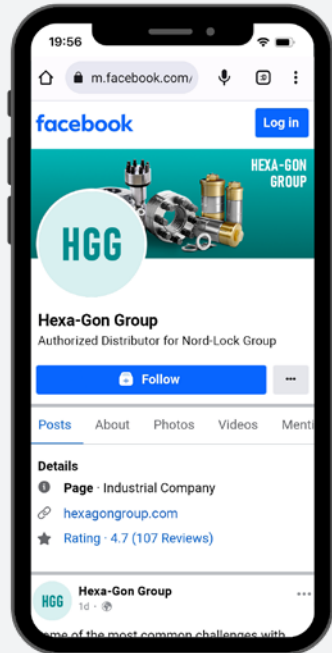 19:56
m.facebook.com/
facebook
Log in
HEXA-GON
GROUP
HGG
Hexa-Gon Group
Authorized Distributor for Nord-Lock Group
Follow
Posts About Photos Videos Menti
Details
Page · Industrial Company
hexagongroup.com
Rating · 4.7 (107 Reviews)
HGG
Hexa-Gon Group
1d ·
ome of the most common challenges with